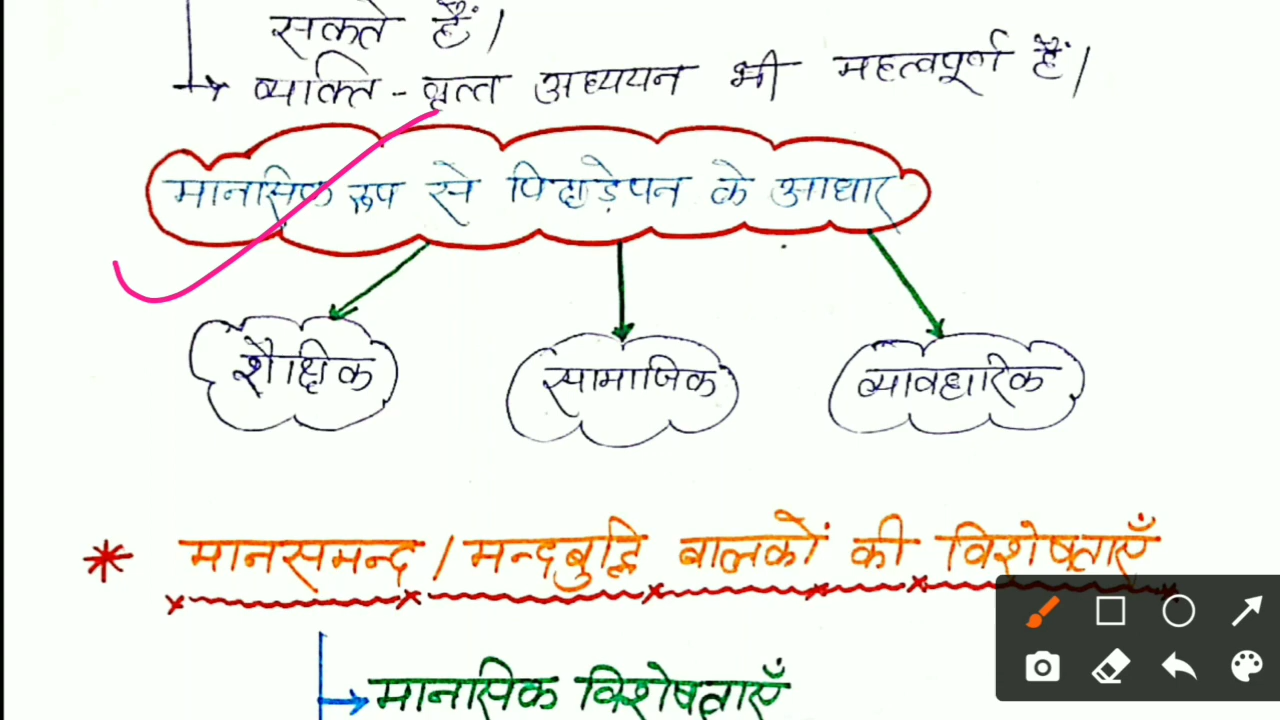 सकते हैं।
व्यक्ति - वृत्त अध्ययन भी महत्वपूर्ण हैं।
मानसिक रूप से पिछड़ेपन के आधार
शैक्षिक सामाजिक व्यावहारिक
* मानसमन्द / मन्दबुद्धि बालकों की विशेषताएँ
मानसिक विशेषताएँ